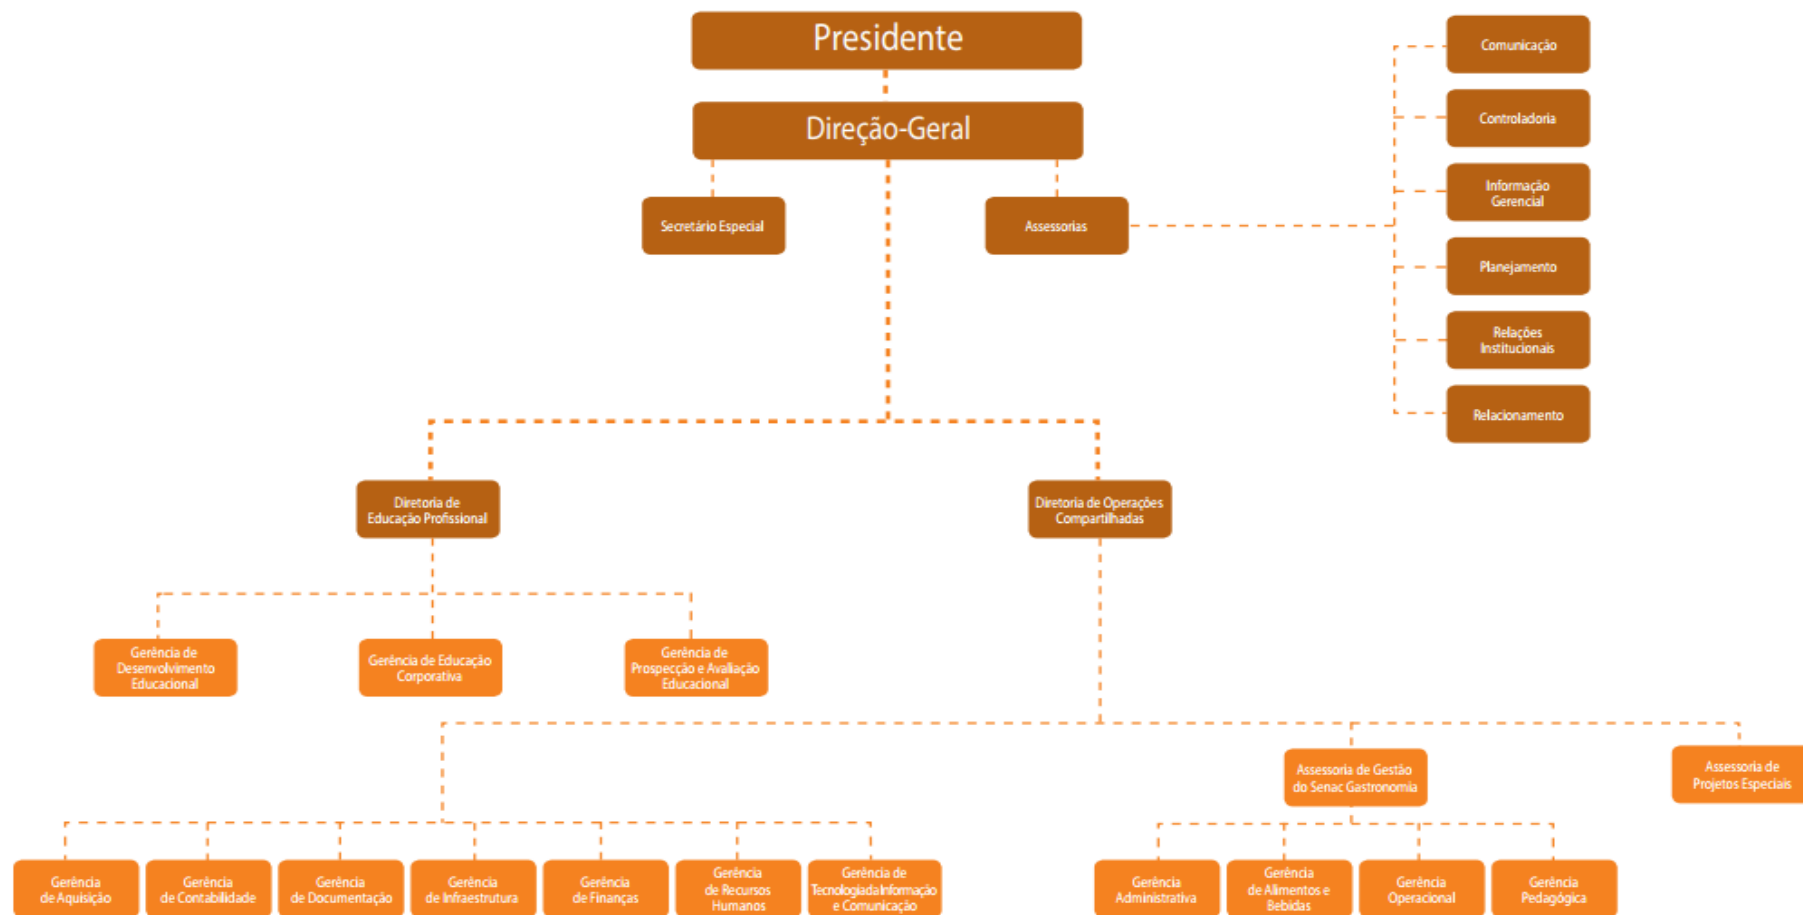 Presidente
Direção-Geral
Secretário Especial
Assessorias
Comunicação
Controladoria
Informação
Gerencial
Planejamento
Relações
Institucionais
Relacionamento
Diretoria de
Educação Profissional
Diretoria de Operações
Compartilhadas
Gerência de
Desenvolvimento
Educacional
Gerência de Educação
Corporativa
Gerência de
Prospecção e Avaliação
Educacional
Assessoria de Gestão
do Senac Gastronomia
Assessoria de
Projetos Especiais
Gerência
de Aquisição
Gerência
de Contabilidade
Gerência
de Documentação
Gerência
de Infraestrutura
Gerência
de Finanças
Gerência
de Recursos
Humanos
Gerência de
Tecnologia da Informação
e Comunicação
Gerência
Administrativa
Gerência
de Alimentos e
Bebidas
Gerência
Operacional
Gerência
Pedagógica